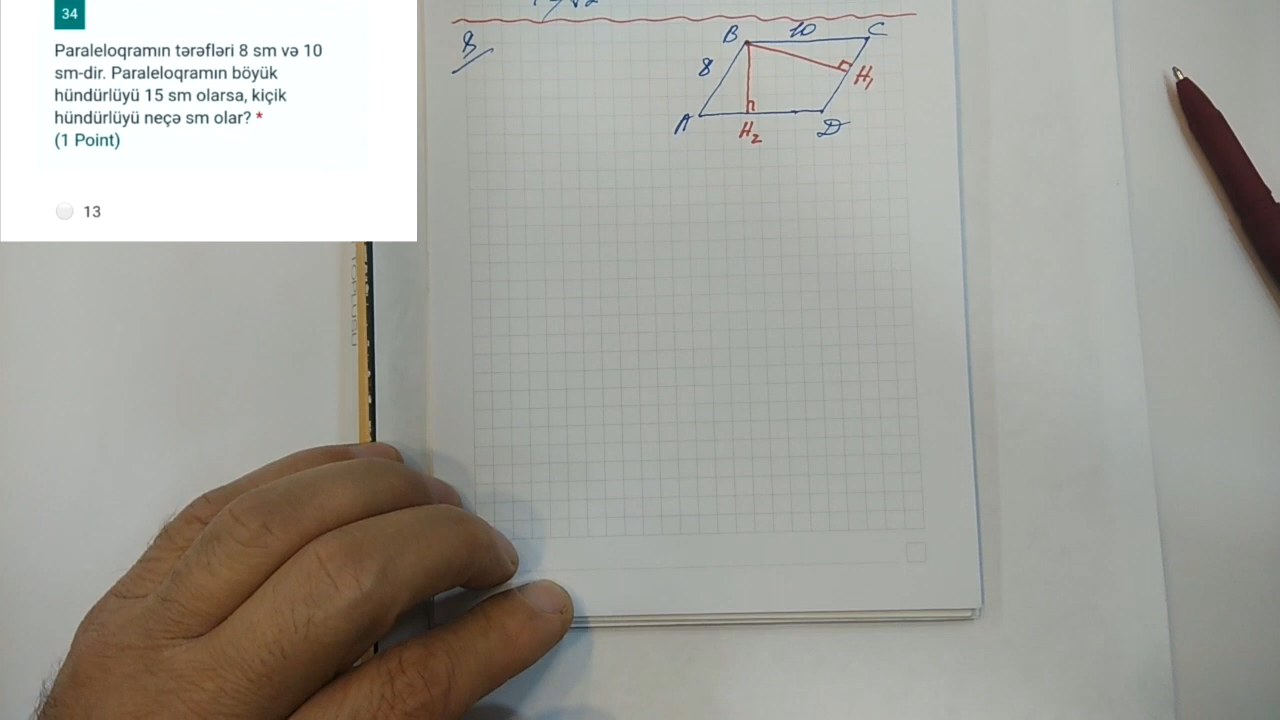 34
Paraleloqramın tərəfləri 8 sm və 10
sm-dir. Paraleloqramın böyük
hündürlüyü 15 sm olarsa, kiçik
hündürlüyü neçə sm olar? *
(1 Point)
13
8
B 10 C
8
H₁
A H₂ D